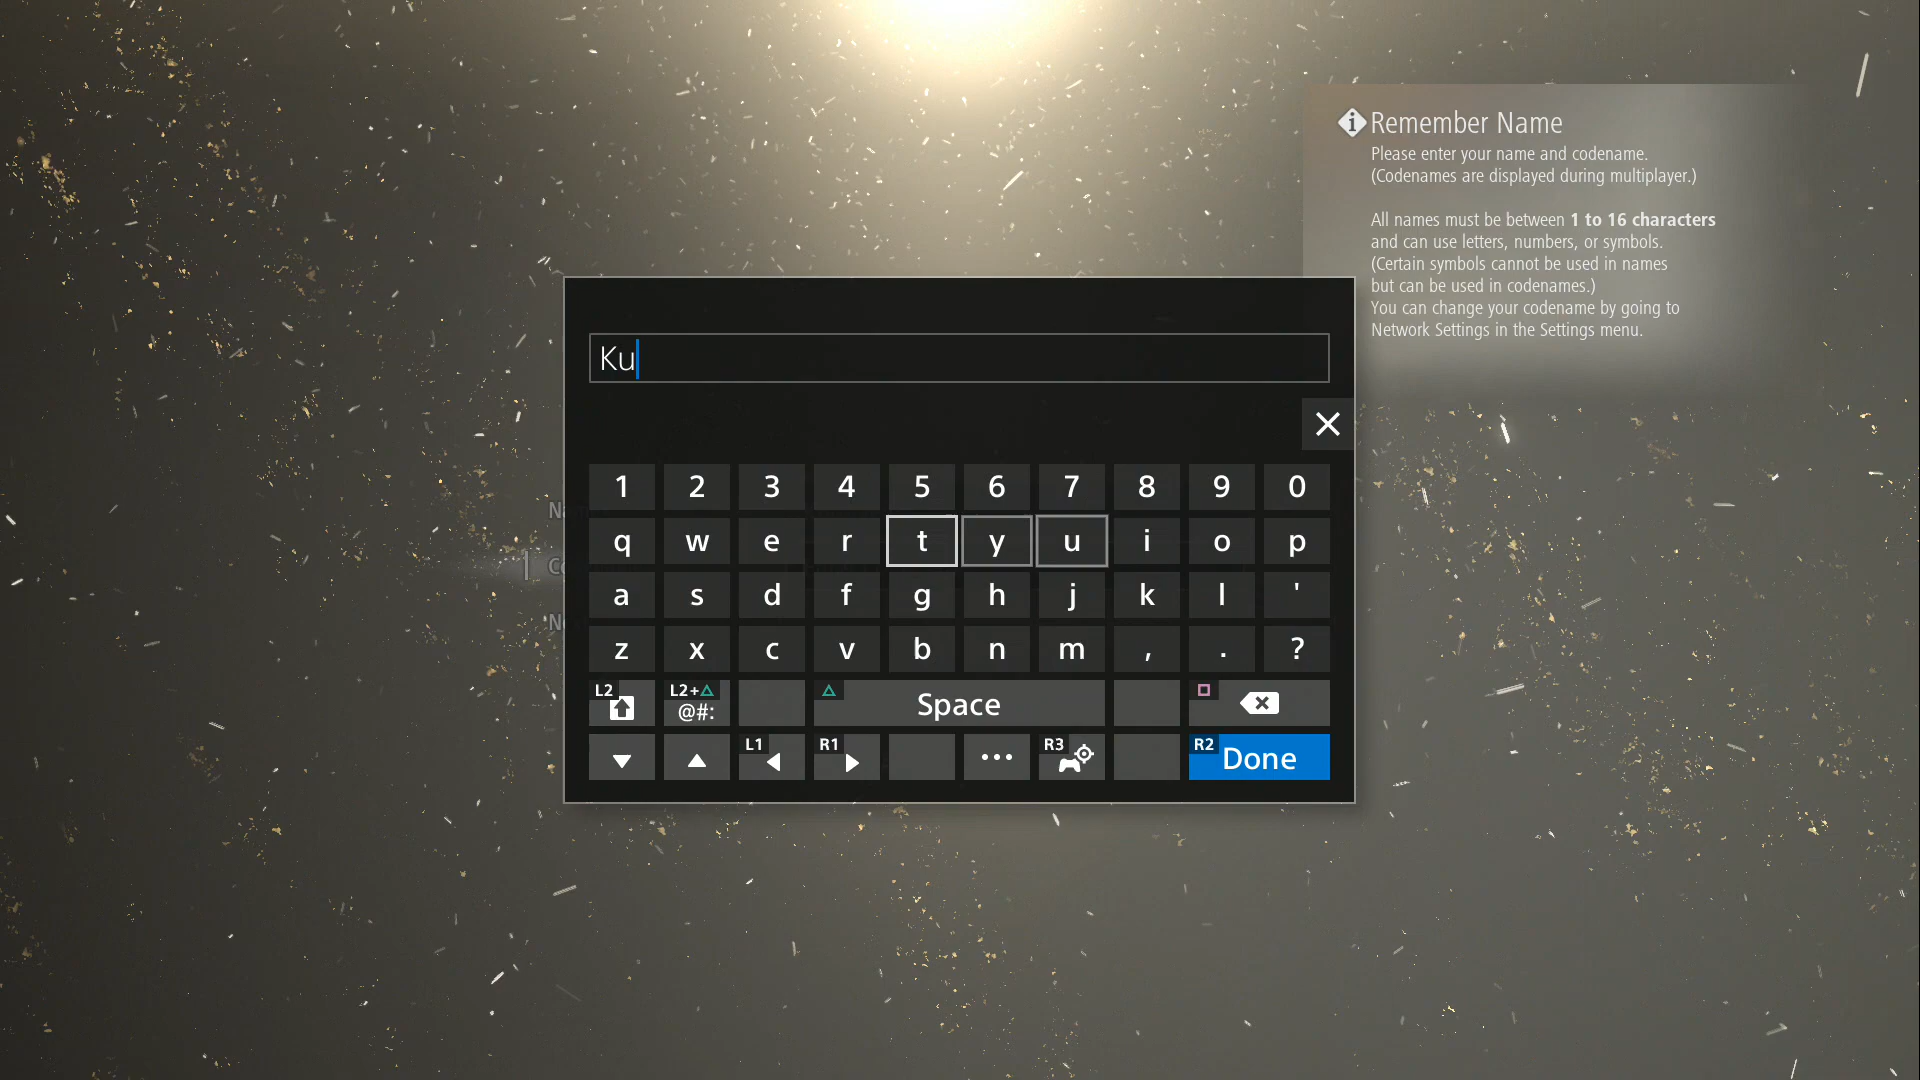 Remember Name
Please enter your name and codename.
(Codenames are displayed during multiplayer.)
All names must be between 1 to 16 characters
and can use letters, numbers, or symbols.
(Certain symbols cannot be used in names
but can be used in codenames.)
You can change your codename by going to
Network Settings in the Settings menu.
Ku
1 2 3 4 5 6 7 8 9 0
q w e r t y u i o p
a s d f g h j k l '
z x c v b n m , . ?
L2 L2+△ @#: △ Space
L1 R1 ... R3 R2 Done